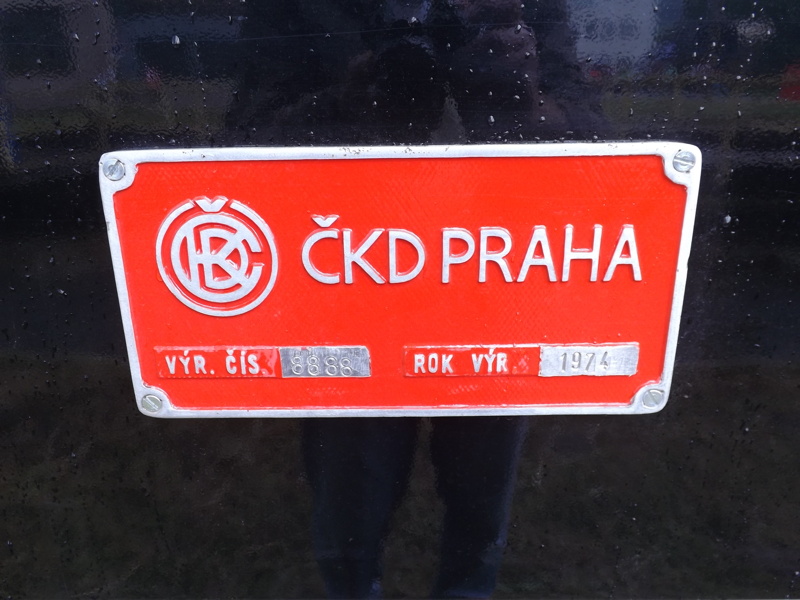 ČKD PRAHA
VÝR. ČÍS. 8888
ROK VÝR 1974